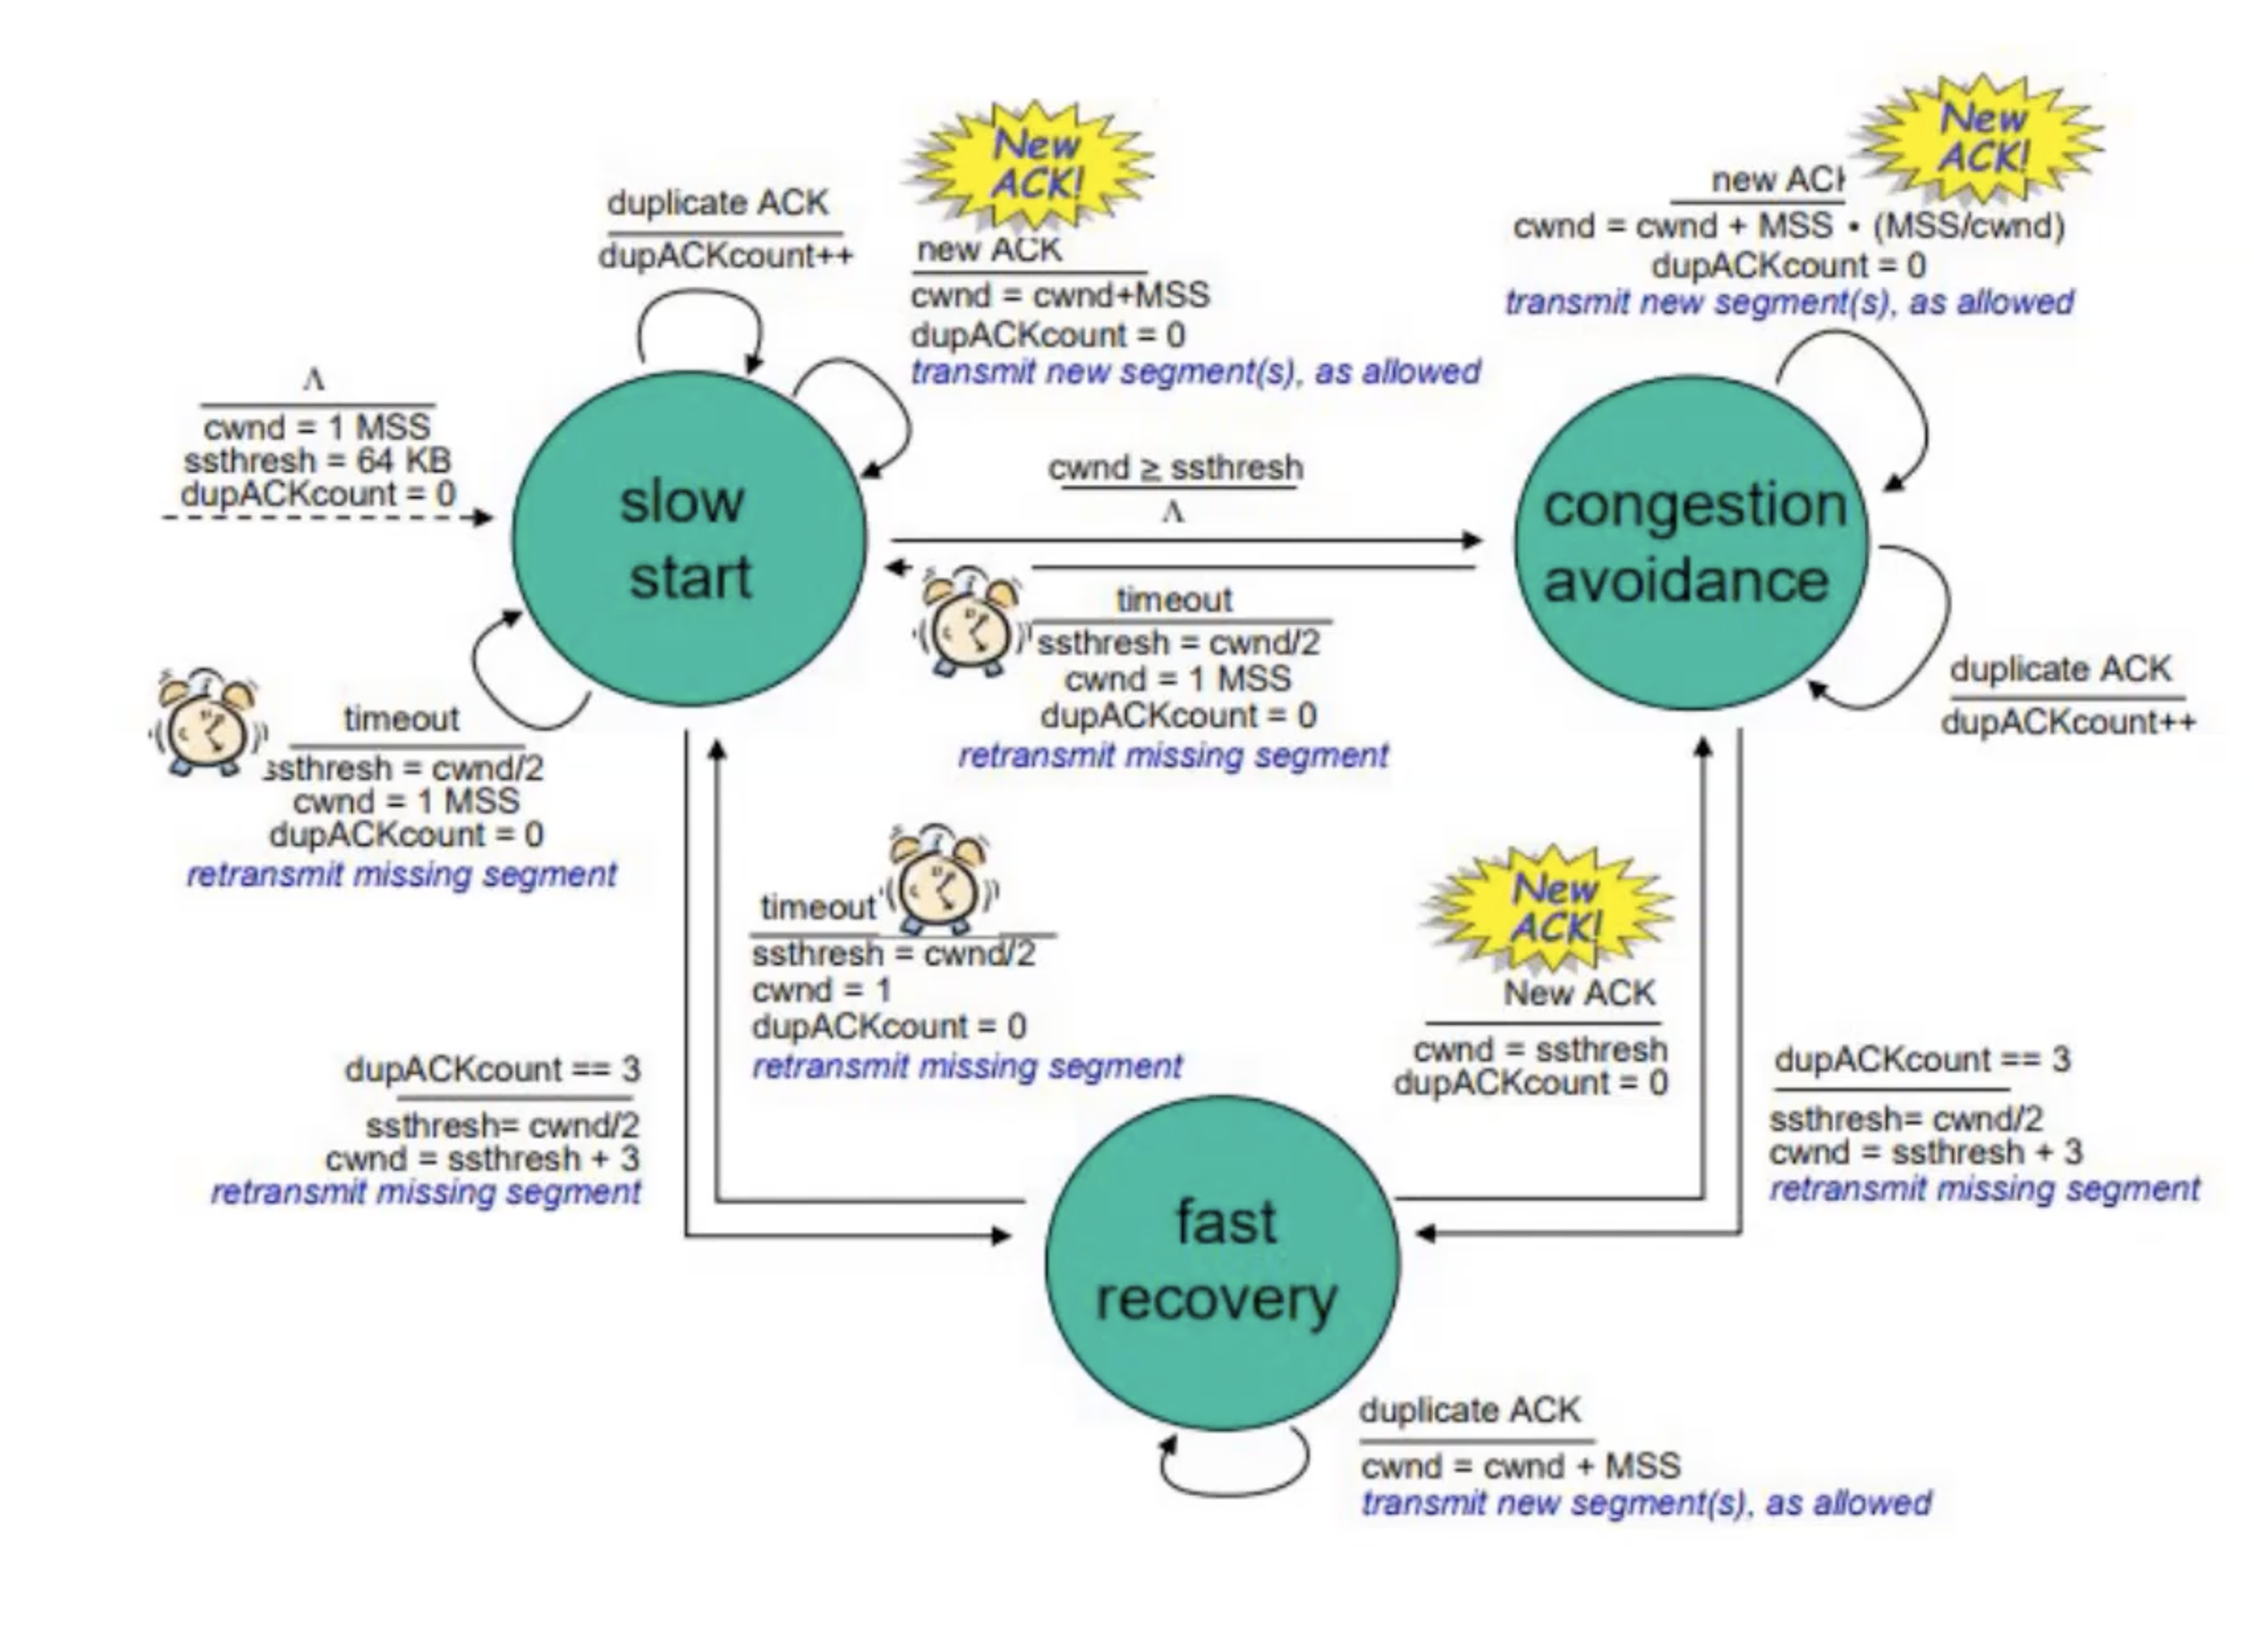 New
ACK!
duplicate ACK
dupACKcount++
new ACK
cwnd = cwnd+MSS
dupACKcount = 0
transmit new segment(s), as allowed
New
ACK!
new ACK
cwnd = cwnd + MSS • (MSS/cwnd)
dupACKcount = 0
transmit new segment(s), as allowed
Λ
cwnd = 1 MSS
ssthresh = 64 KB
dupACKcount = 0
slow
start
cwnd ≥ ssthresh
Λ
congestion
avoidance
timeout
ssthresh = cwnd/2
cwnd = 1 MSS
dupACKcount = 0
retransmit missing segment
duplicate ACK
dupACKcount++
timeout
ssthresh = cwnd/2
cwnd = 1 MSS
dupACKcount = 0
retransmit missing segment
timeout
ssthresh = cwnd/2
cwnd = 1
dupACKcount = 0
retransmit missing segment
New
ACK!
New ACK
cwnd = ssthresh
dupACKcount = 0
dupACKcount == 3
ssthresh= cwnd/2
cwnd = ssthresh + 3
retransmit missing segment
dupACKcount == 3
ssthresh= cwnd/2
cwnd = ssthresh + 3
retransmit missing segment
fast
recovery
duplicate ACK
cwnd = cwnd + MSS
transmit new segment(s), as allowed